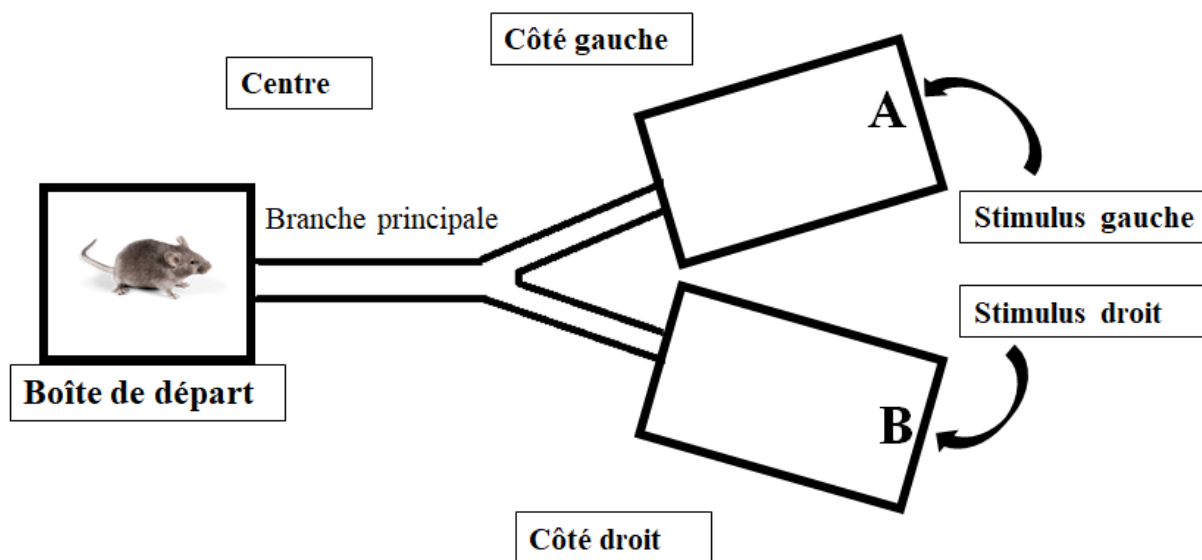 Côté gauche
Centre
A
Branche principale
Stimulus gauche
Stimulus droit
Boîte de départ
B
Côté droit